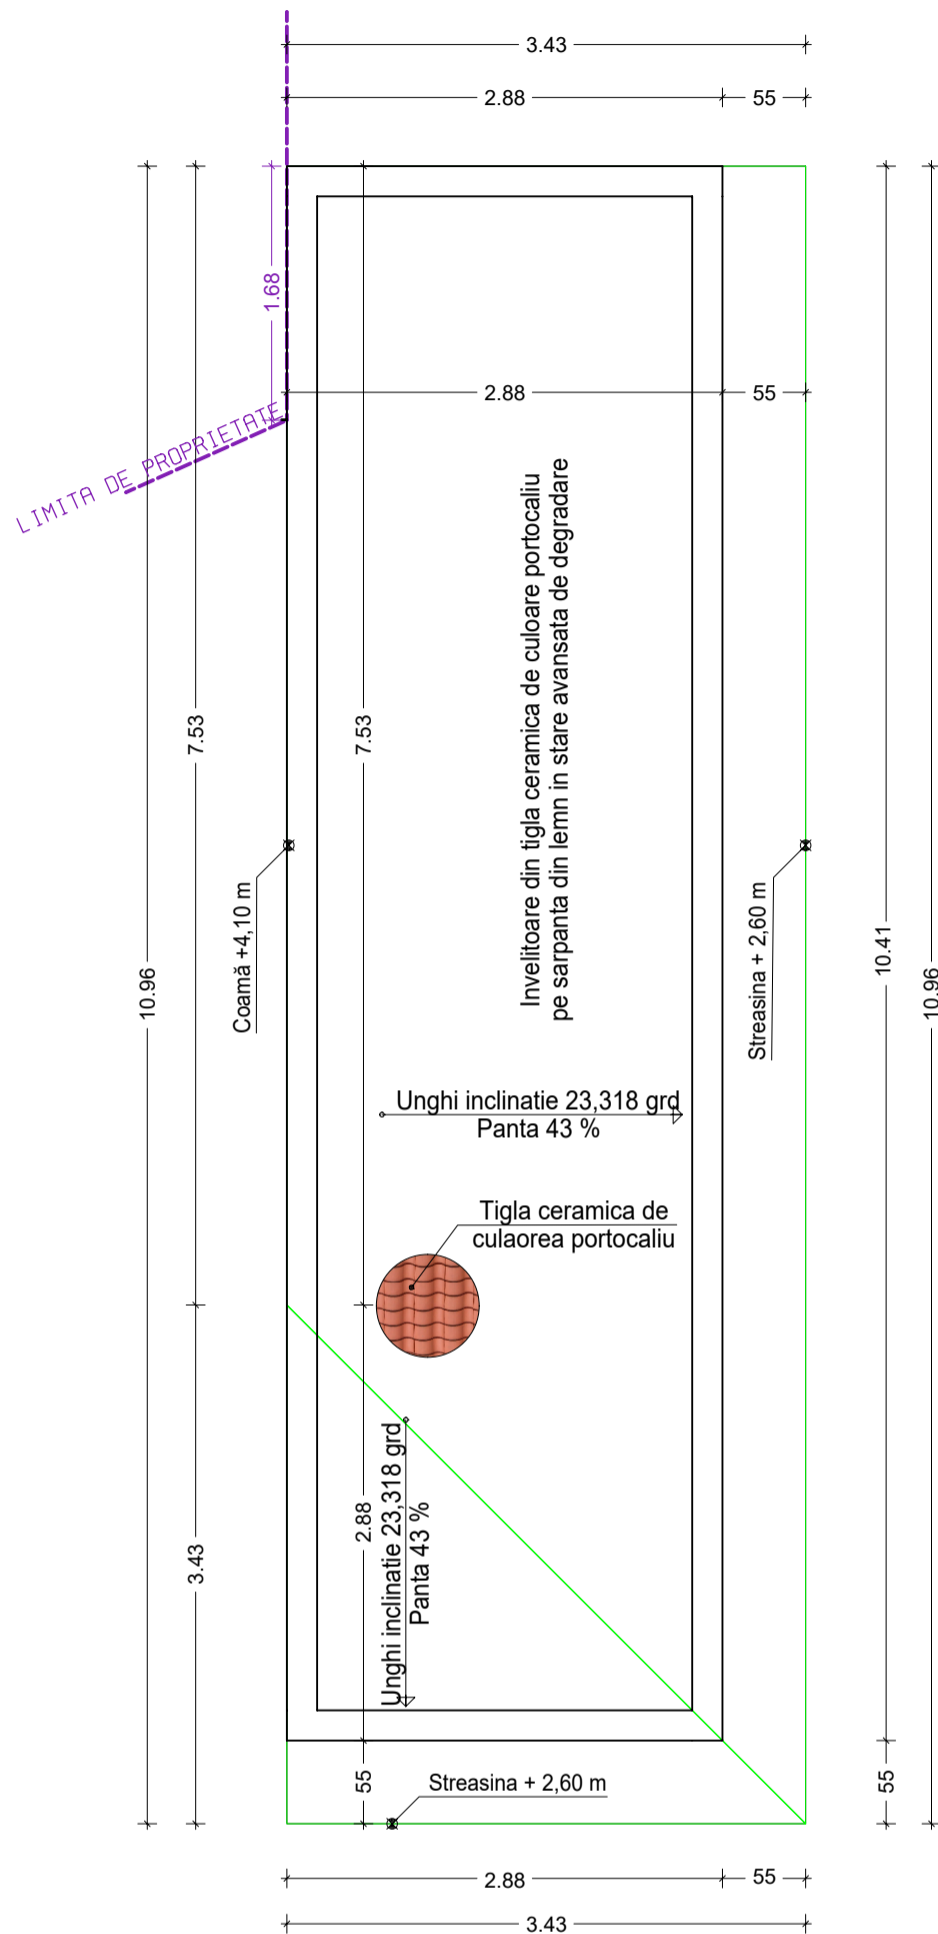 3.43
2.88
55
1.68
2.88
55
LIMITA DE PROPRIETATE
Invelitoare din tigla ceramica de culoare portocaliu
pe sarpanta din lemn in stare avansata de degradare
7.53
7.53
Coamă +4,10 m
Streasina + 2,60 m
10.96
10.41
10.96
Unghi inclinatie 23,318 grd
Panta 43 %
Tigla ceramica de
culaorea portocaliu
Unghi inclinatie 23,318 grd
Panta 43 %
2.88
3.43
55
Streasina + 2,60 m
55
2.88
55
3.43